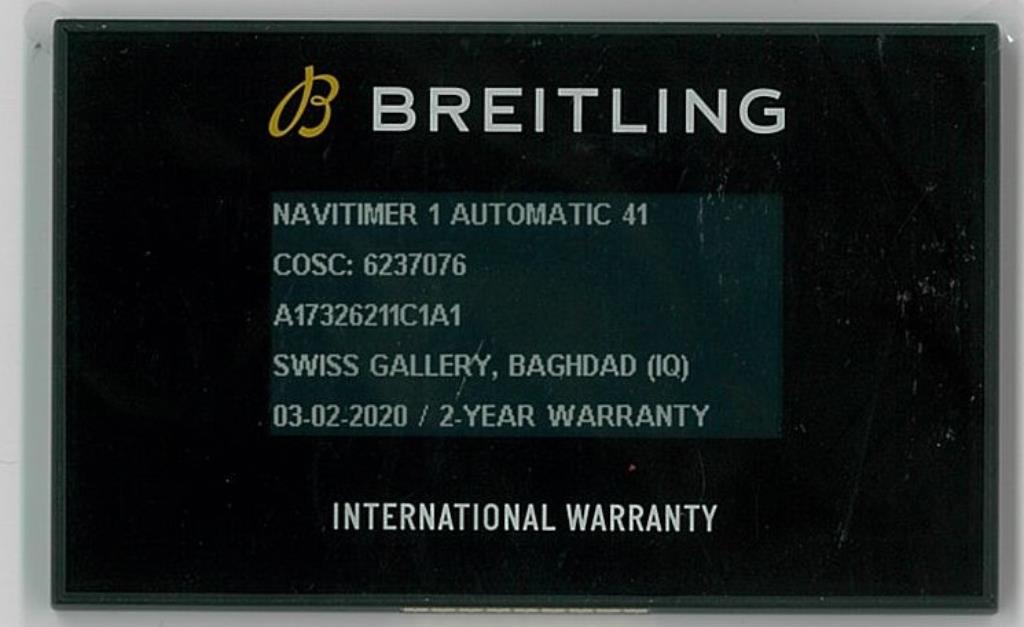 B BREITLING
NAVITIMER 1 AUTOMATIC 41
COSC: 6237076
A17326211C1A1
SWISS GALLERY, BAGHDAD (IQ)
03-02-2020 / 2-YEAR WARRANTY
INTERNATIONAL WARRANTY